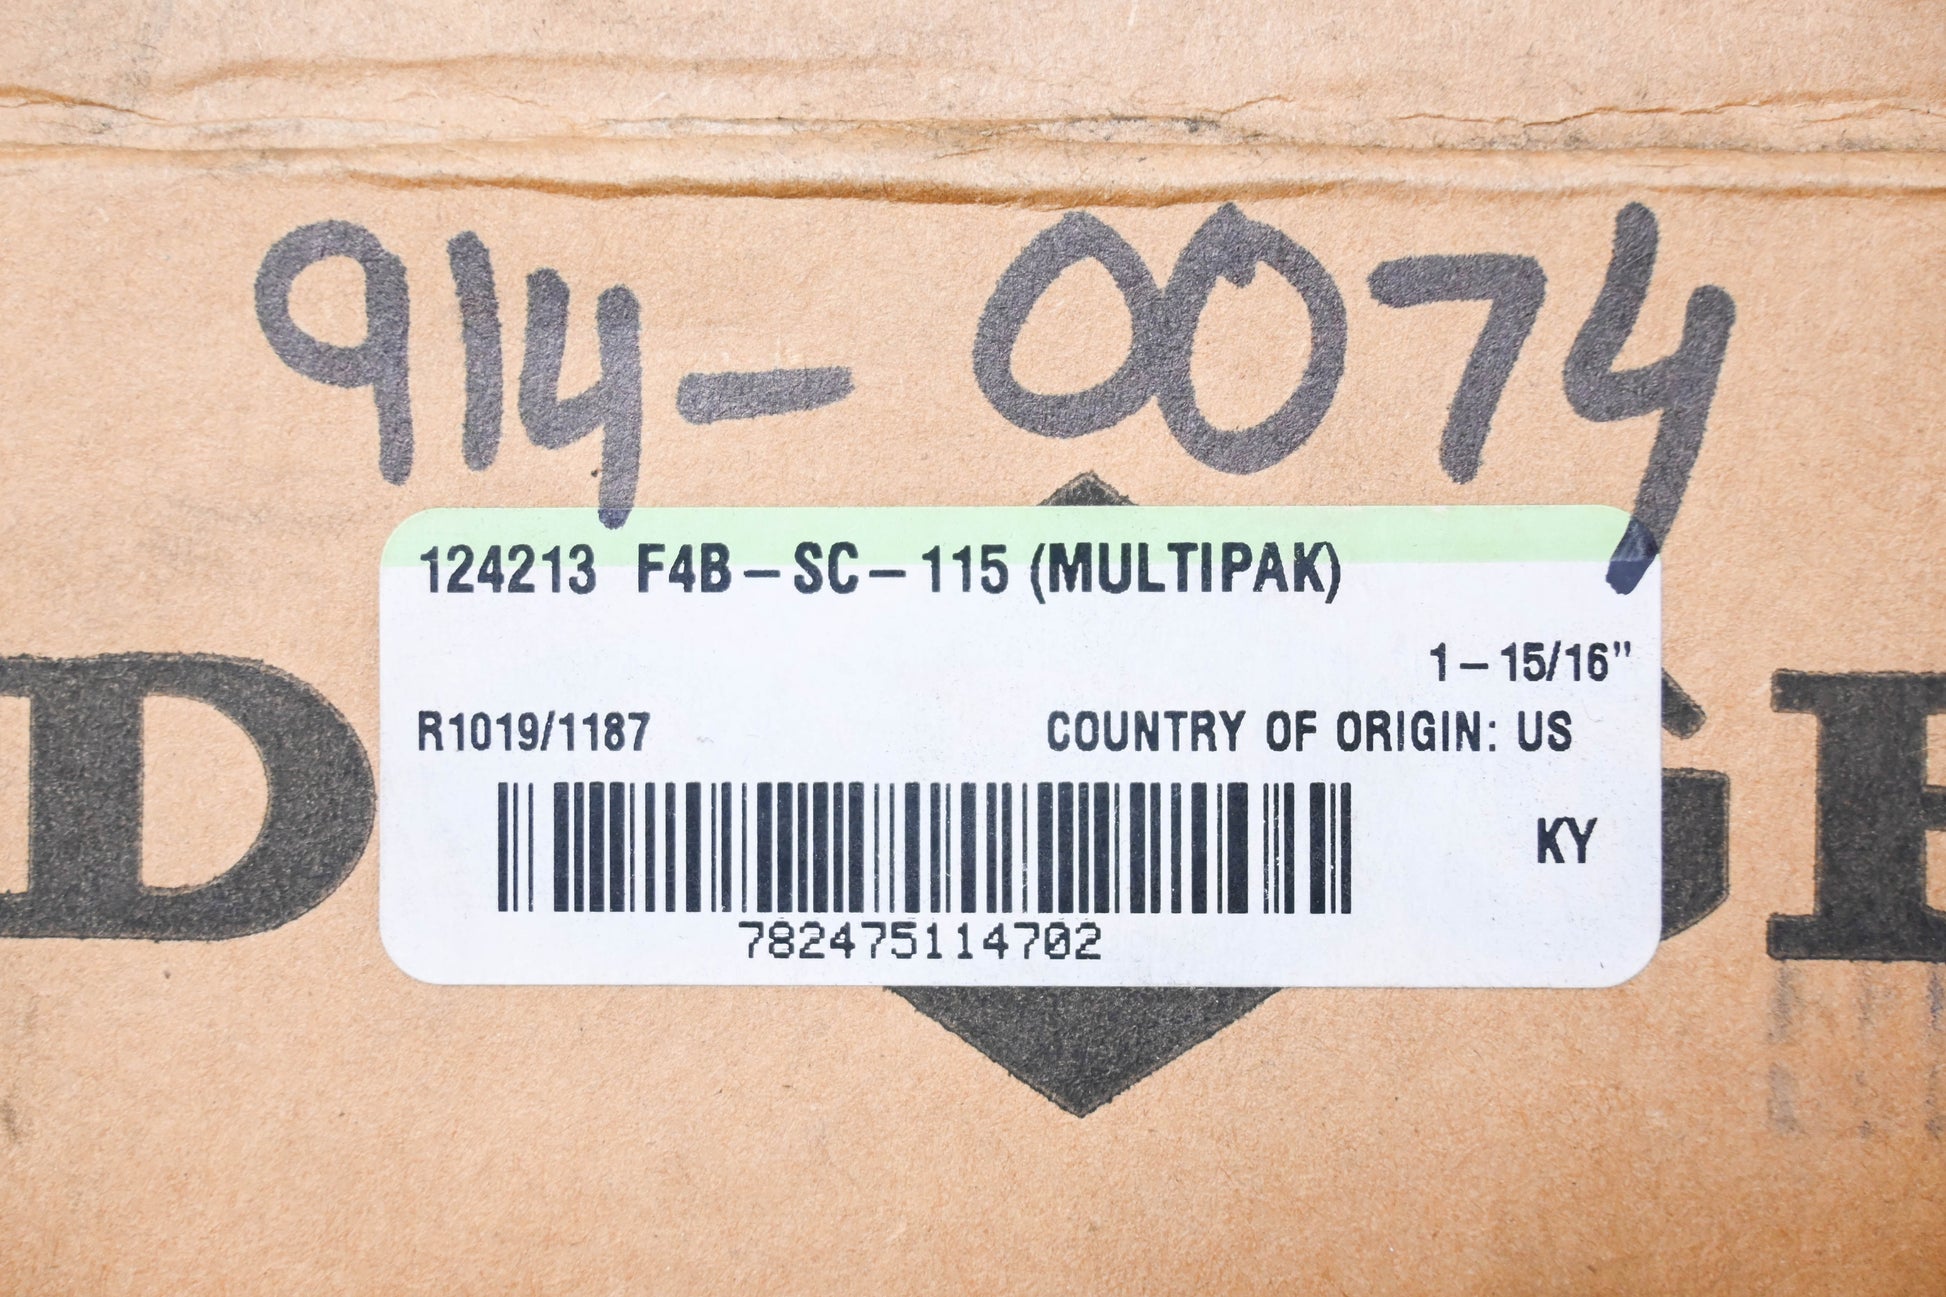 914-0074
124213 F4B-SC-115 (MULTIPAK)
1-15/16"
R1019/1187 COUNTRY OF ORIGIN: US
KY
782475114702